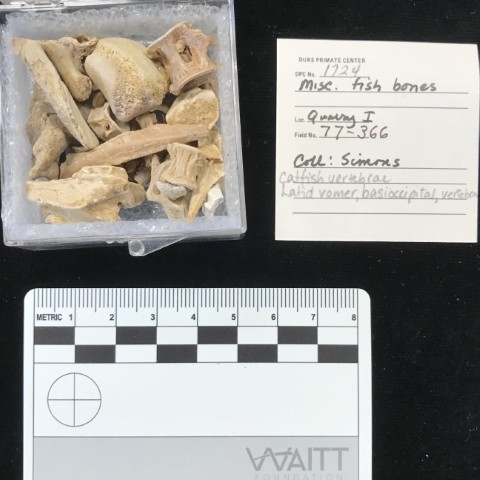 DUKE PRIMATE CENTER
DPC No. 1724
Misc. fish bones
Loc. Quarry I
Field No. 77-366
Coll: Simons
Catfish vertebrae
Latid vomer, basioccipital, vertebrae
METRIC 1 2 3 4 5 6 7 8
WAITT
FOUNDATION